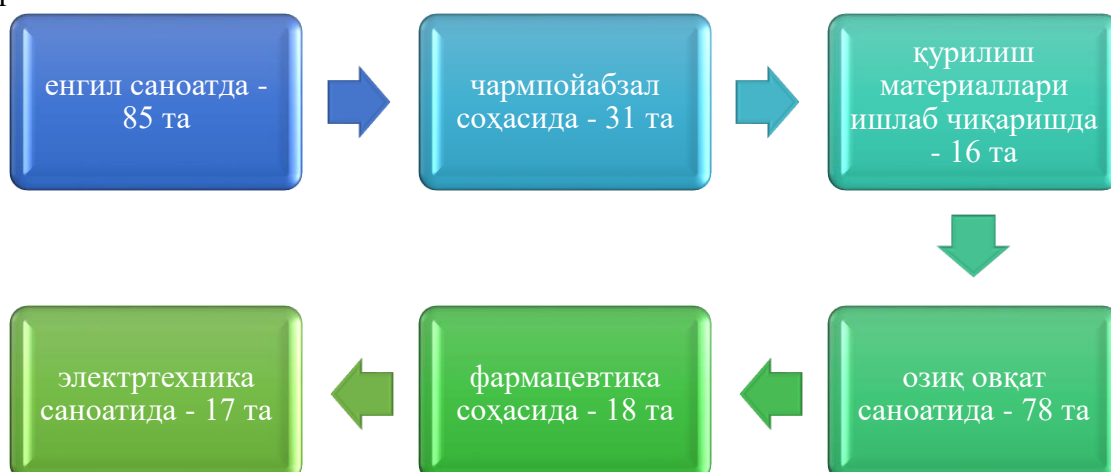 енгил саноатда -
85 та
чармпойабзал
соҳасида - 31 та
қурилиш
материаллари
ишлаб чиқаришда
- 16 та
озиқ овқат
саноатида - 78 та
фармацевтика
соҳасида - 18 та
электртехника
саноатида - 17 та